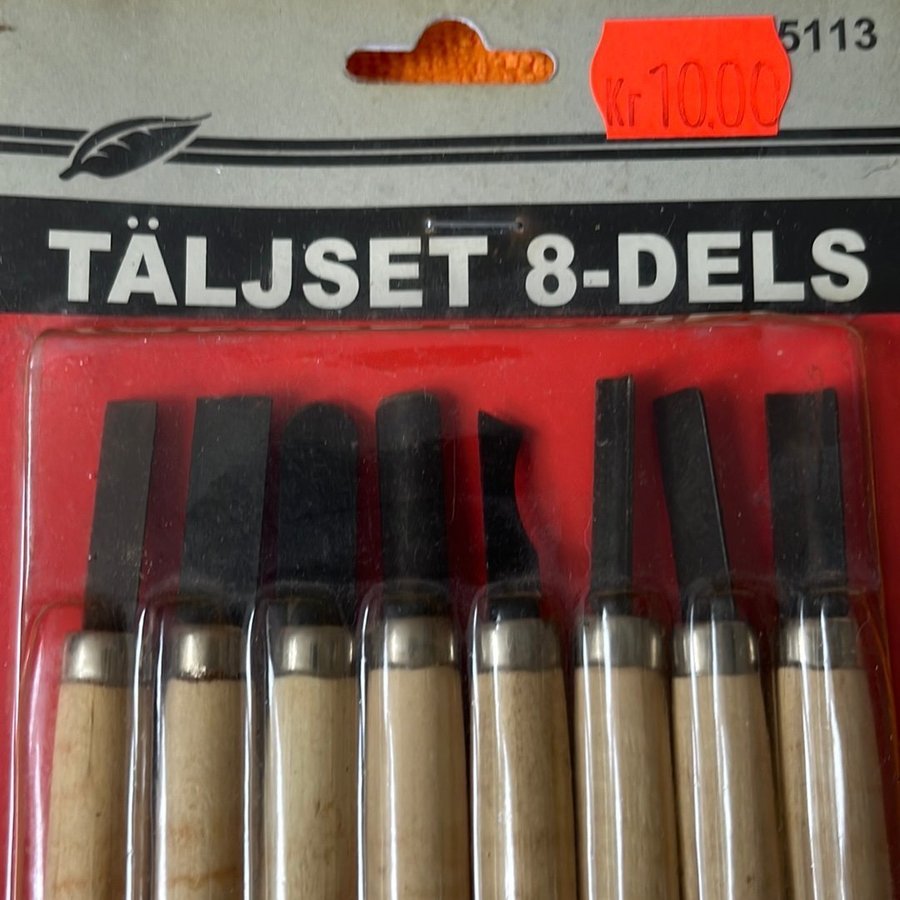 5113
Kr 10.00
TÄLJSET 8-DELS